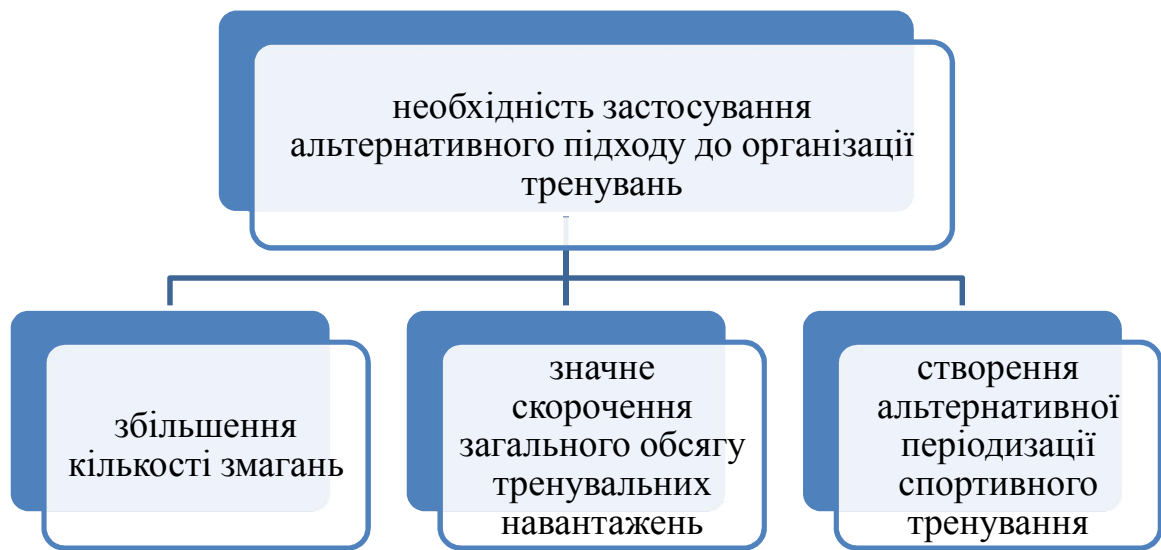 необхідність застосування
альтернативного підходу до організації
тренувань
збільшення
кількості змагань
значне
скорочення
загального обсягу
тренувальних
навантажень
створення
альтернативної
періодизації
спортивного
тренування